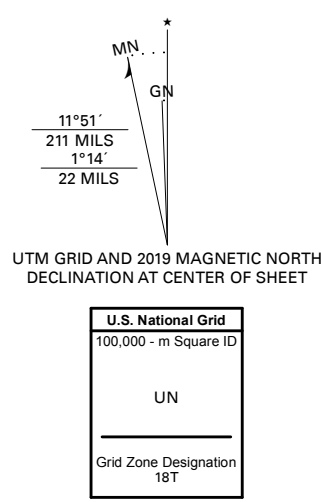 ★
MN
GN
11°51´
211 MILS
1°14´
22 MILS
UTM GRID AND 2019 MAGNETIC NORTH
DECLINATION AT CENTER OF SHEET
U.S. National Grid
100,000 - m Square ID
UN
Grid Zone Designation
18T